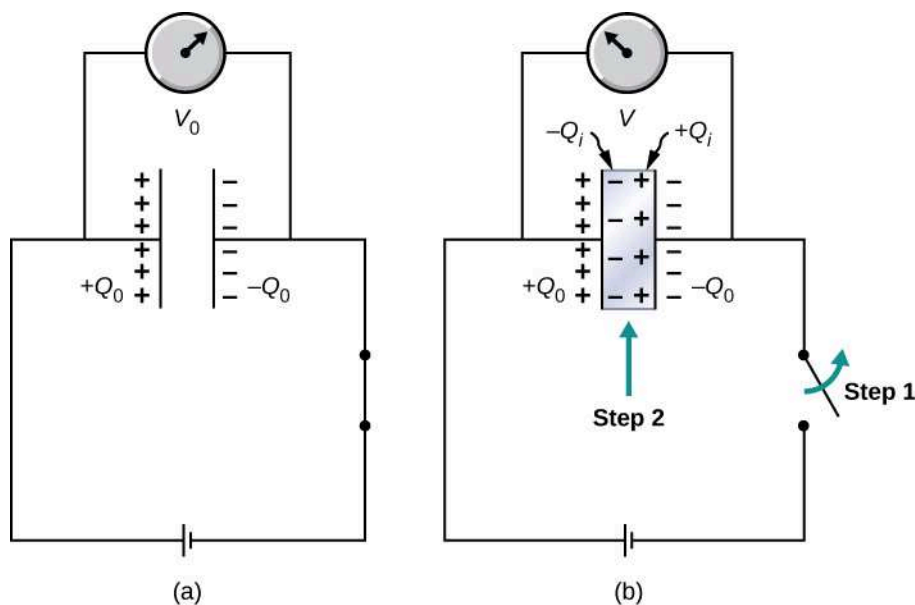 V₀
+Q₀
−Q₀
(a)
V
−Qᵢ
+Qᵢ
+Q₀
−Q₀
Step 1
Step 2
(b)